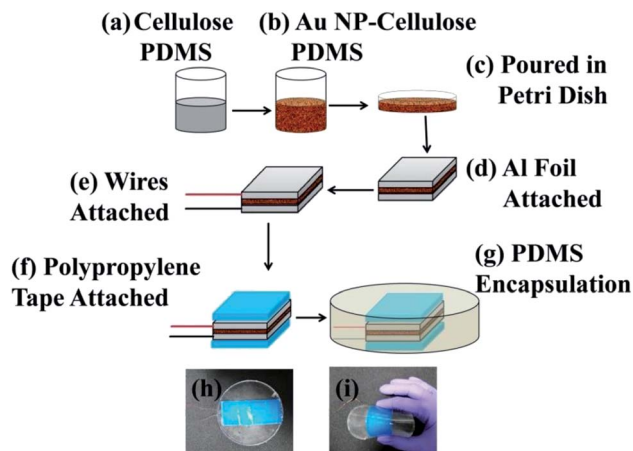 (a) Cellulose
PDMS
(b) Au NP-Cellulose
PDMS
(c) Poured in
Petri Dish
(d) Al Foil
Attached
(e) Wires
Attached
(f) Polypropylene
Tape Attached
(g) PDMS
Encapsulation
(h)
(i)